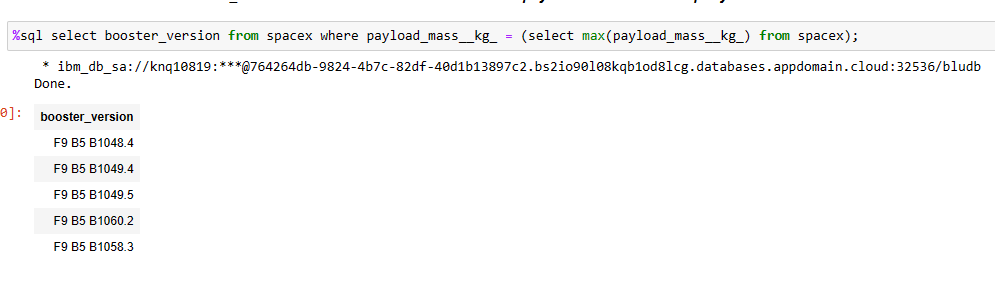 %sql select booster_version from spacex where payload_mass__kg_ = (select max(payload_mass__kg_) from spacex);
* ibm_db_sa://knq10819:***@764264db-9824-4b7c-82df-40d1b13897c2.bs2io90l08kqb1od8lcg.databases.appdomain.cloud:32536/bludb
Done.
0]:
booster_version
F9 B5 B1048.4
F9 B5 B1049.4
F9 B5 B1049.5
F9 B5 B1060.2
F9 B5 B1058.3